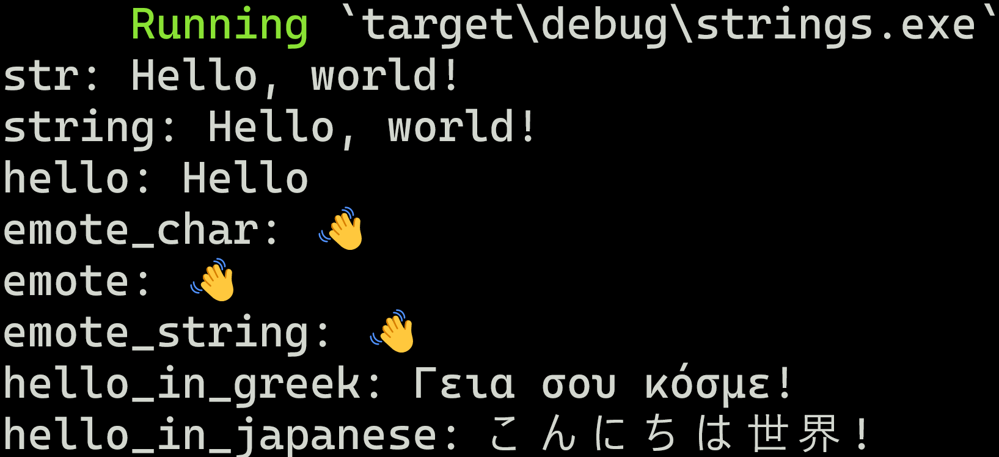 Running `target\debug\strings.exe`
str: Hello, world!
string: Hello, world!
hello: Hello
emote_char: 👋
emote: 👋
emote_string: 👋
hello_in_greek: Γεια σου κόσμε!
hello_in_japanese: こんにちは世界!